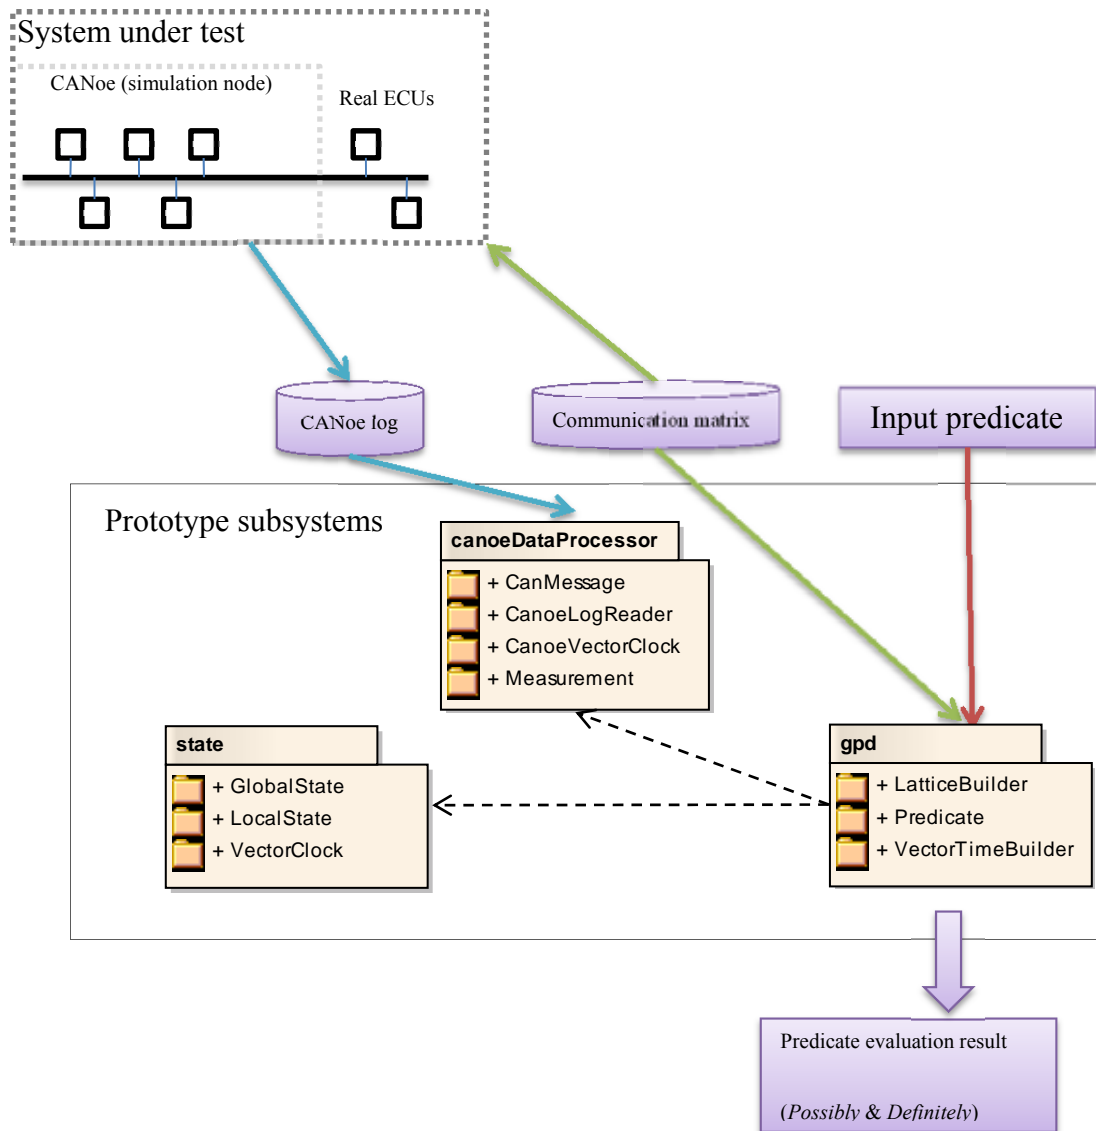 System under test
CANoe (simulation node)
Real ECUs
CANoe log
Communication matrix
Input predicate
Prototype subsystems
canoeDataProcessor
+ CanMessage
+ CanoeLogReader
+ CanoeVectorClock
+ Measurement
state
+ GlobalState
+ LocalState
+ VectorClock
gpd
+ LatticeBuilder
+ Predicate
+ VectorTimeBuilder
Predicate evaluation result
(Possibly & Definitely)